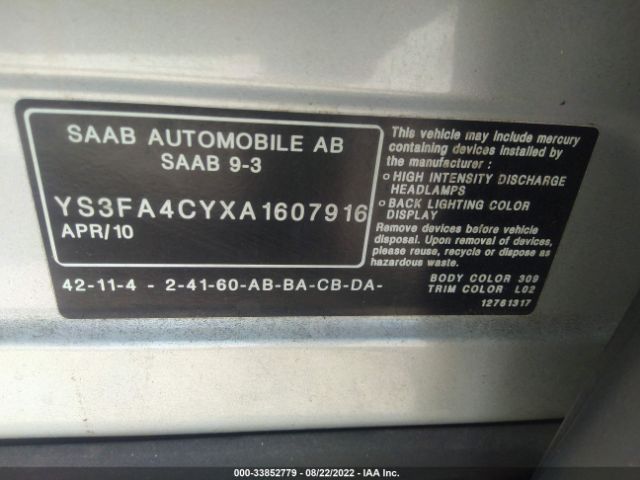 SAAB AUTOMOBILE AB
SAAB 9-3
YS3FA4CYXA1607916
APR/10
42-11-4 - 2-41-60-AB-BA-CB-DA-
This vehicle may include mercury
containing devices installed by
the manufacturer :
o HIGH INTENSITY DISCHARGE
HEADLAMPS
o BACK LIGHTING COLOR
DISPLAY
Remove devices before vehicle
disposal. Upon removal of devices,
please reuse, recycle or dispose as
hazardous waste.
BODY COLOR 309
TRIM COLOR L02
12761317
000-33852779 - 08/22/2022 - IAA Inc.